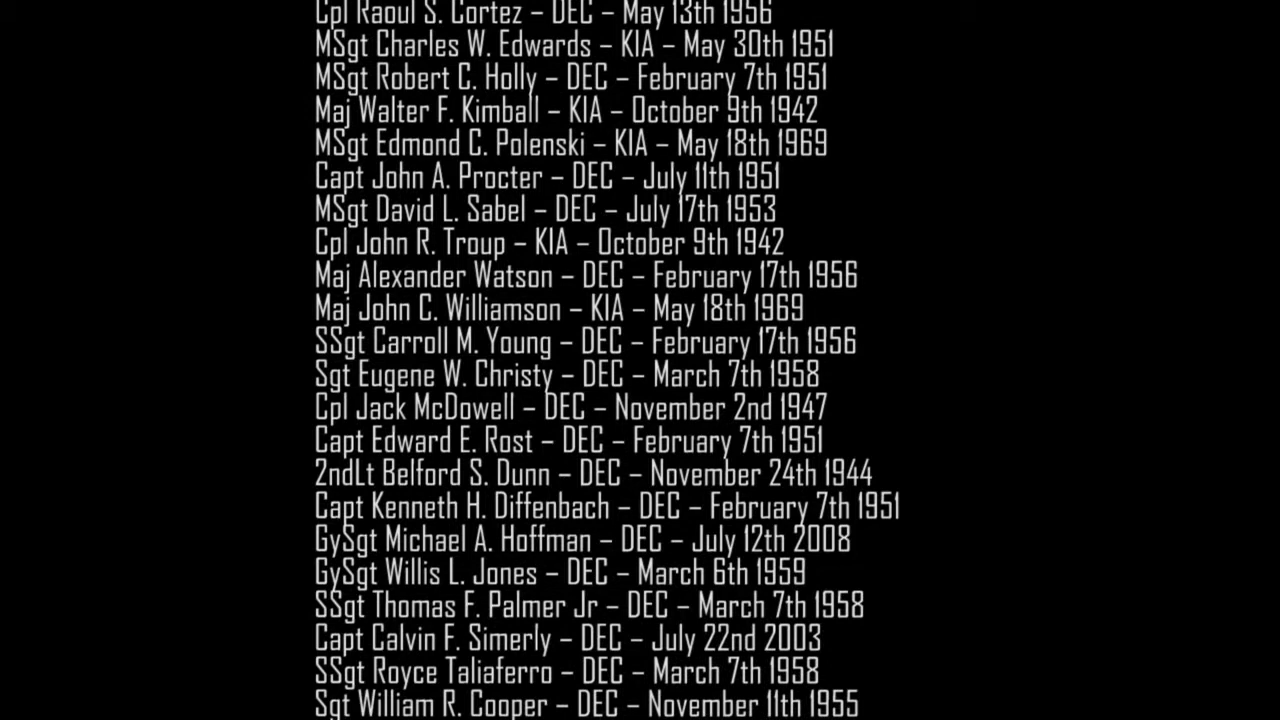 Cpl Raoul S. Cortez – DEC – May 13th 1956
MSgt Charles W. Edwards – KIA – May 30th 1951
MSgt Robert C. Holly – DEC – February 7th 1951
Maj Walter F. Kimball – KIA – October 9th 1942
MSgt Edmond C. Polenski – KIA – May 18th 1969
Capt John A. Procter – DEC – July 11th 1951
MSgt David L. Sabel – DEC – July 17th 1953
Cpl John R. Troup – KIA – October 9th 1942
Maj Alexander Watson – DEC – February 17th 1956
Maj John C. Williamson – KIA – May 18th 1969
SSgt Carroll M. Young – DEC – February 17th 1956
Sgt Eugene W. Christy – DEC – March 7th 1958
Cpl Jack McDowell – DEC – November 2nd 1947
Capt Edward E. Rost – DEC – February 7th 1951
2ndLt Belford S. Dunn – DEC – November 24th 1944
Capt Kenneth H. Diffenbach – DEC – February 7th 1951
GySgt Michael A. Hoffman – DEC – July 12th 2008
GySgt Willis L. Jones – DEC – March 6th 1959
SSgt Thomas F. Palmer Jr – DEC – March 7th 1958
Capt Calvin F. Simerly – DEC – July 22nd 2003
SSgt Royce Taliaferro – DEC – March 7th 1958
Sgt William R. Cooper – DEC – November 11th 1955